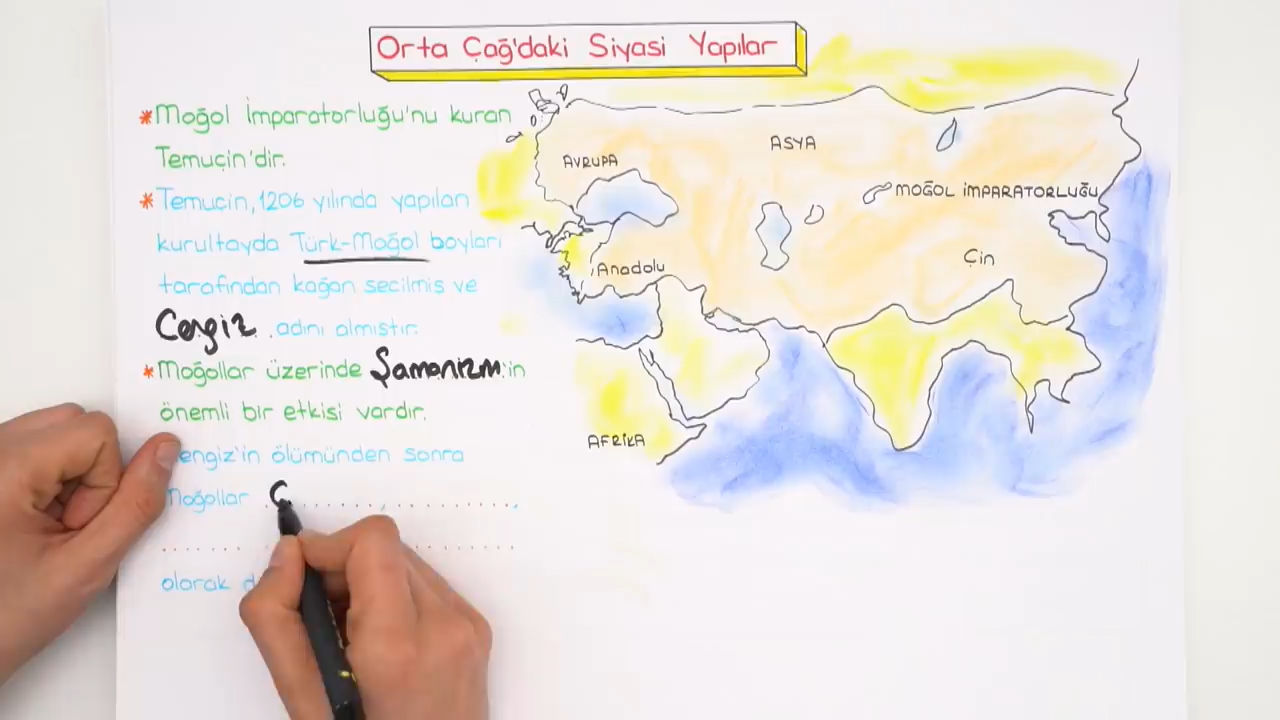 Orta Çağ'daki Siyasi Yapılar
*Moğol İmparatorluğu'nu kuran
Temuçin'dir.
*Temuçin, 1206 yılında yapılan
kurultayda Türk-Moğol boyları
tarafından kağan seçilmiş ve
Cengiz adını almıştır.
*Moğollar üzerinde Şamanizm'in
önemli bir etkisi vardır.
engiz'in ölümünden sonra
Moğollar
olarak
ASYA
AVRUPA
MOĞOL İMPARATORLUĞU
Çin
Anadolu
AFRİKA